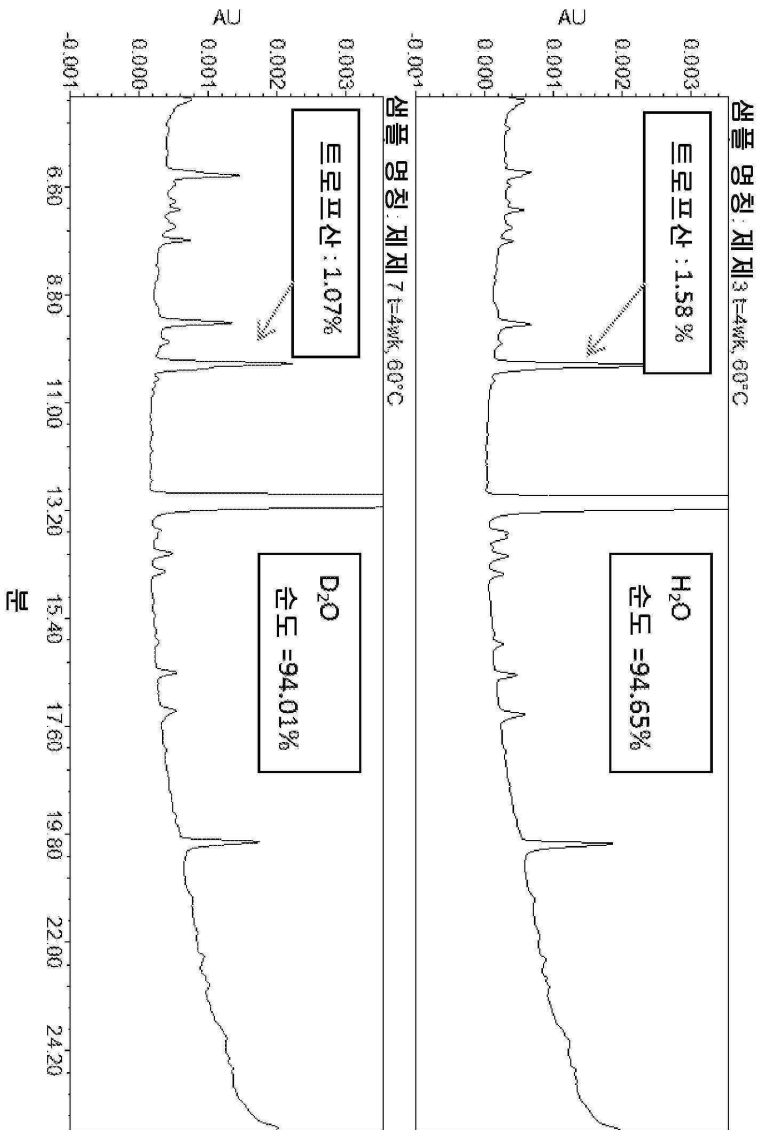 샘플 명칭: 제제 3 t=4wk, 60°C
AU
0.003
0.002
0.001
0.000
-0.001
트로프산 : 1.58%
H₂O
순도 =94.65%
샘플 명칭: 제제 7 t=4wk, 60°C
AU
0.003
0.002
0.001
0.000
-0.001
트로프산 : 1.07%
D₂O
순도 =94.01%
6.60 8.80 11.00 13.20 15.40 17.60 19.80 22.00 24.20
분